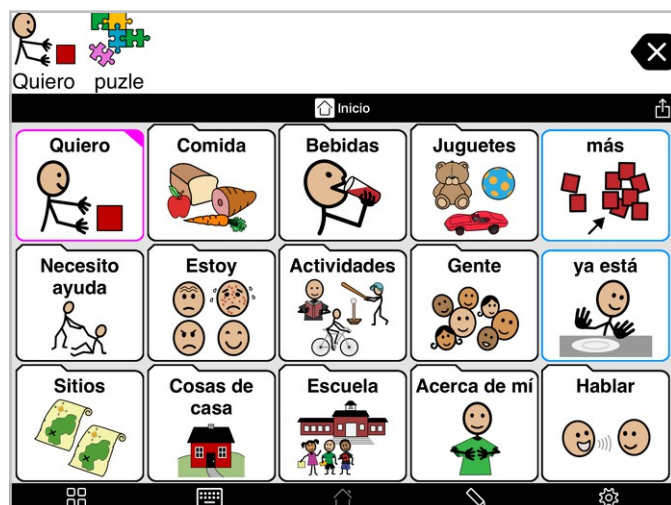 Quiero puzle
Inicio
Quiero
Comida
Bebidas
Juguetes
más
Necesito
ayuda
Estoy
Actividades
Gente
ya está
Sitios
Cosas de
casa
Escuela
Acerca de mí
Hablar